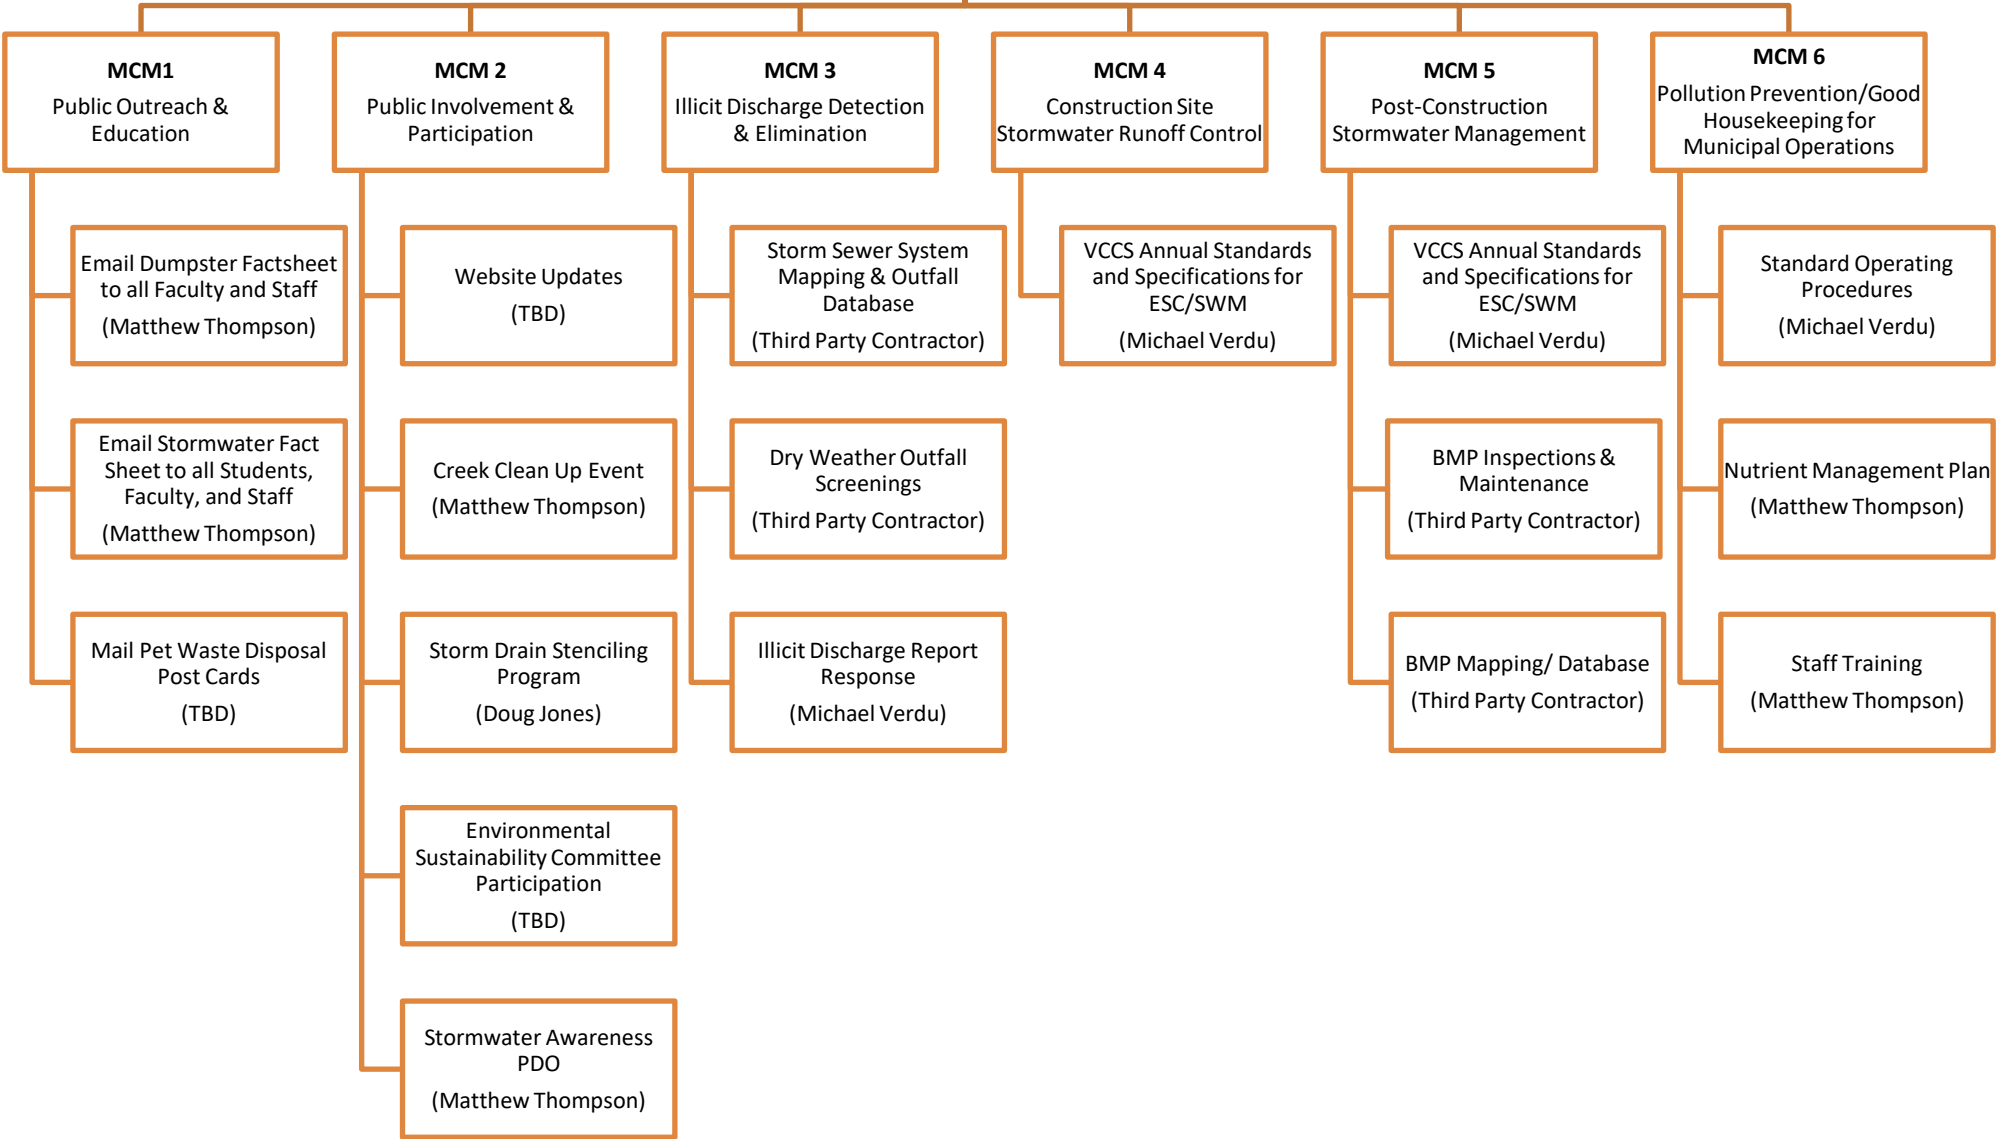 MCM1
Public Outreach &
Education
Email Dumpster Factsheet
to all Faculty and Staff
(Matthew Thompson)
Email Stormwater Fact
Sheet to all Students,
Faculty, and Staff
(Matthew Thompson)
Mail Pet Waste Disposal
Post Cards
(TBD)
MCM 2
Public Involvement &
Participation
Website Updates
(TBD)
Creek Clean Up Event
(Matthew Thompson)
Storm Drain Stenciling
Program
(Doug Jones)
Environmental
Sustainability Committee
Participation
(TBD)
Stormwater Awareness
PDO
(Matthew Thompson)
MCM 3
Illicit Discharge Detection
& Elimination
Storm Sewer System
Mapping & Outfall
Database
(Third Party Contractor)
Dry Weather Outfall
Screenings
(Third Party Contractor)
Illicit Discharge Report
Response
(Michael Verdu)
MCM 4
Construction Site
Stormwater Runoff Control
VCCS Annual Standards
and Specifications for
ESC/SWM
(Michael Verdu)
MCM 5
Post-Construction
Stormwater Management
VCCS Annual Standards
and Specifications for
ESC/SWM
(Michael Verdu)
BMP Inspections &
Maintenance
(Third Party Contractor)
BMP Mapping/ Database
(Third Party Contractor)
MCM 6
Pollution Prevention/Good
Housekeeping for
Municipal Operations
Standard Operating
Procedures
(Michael Verdu)
Nutrient Management Plan
(Matthew Thompson)
Staff Training
(Matthew Thompson)